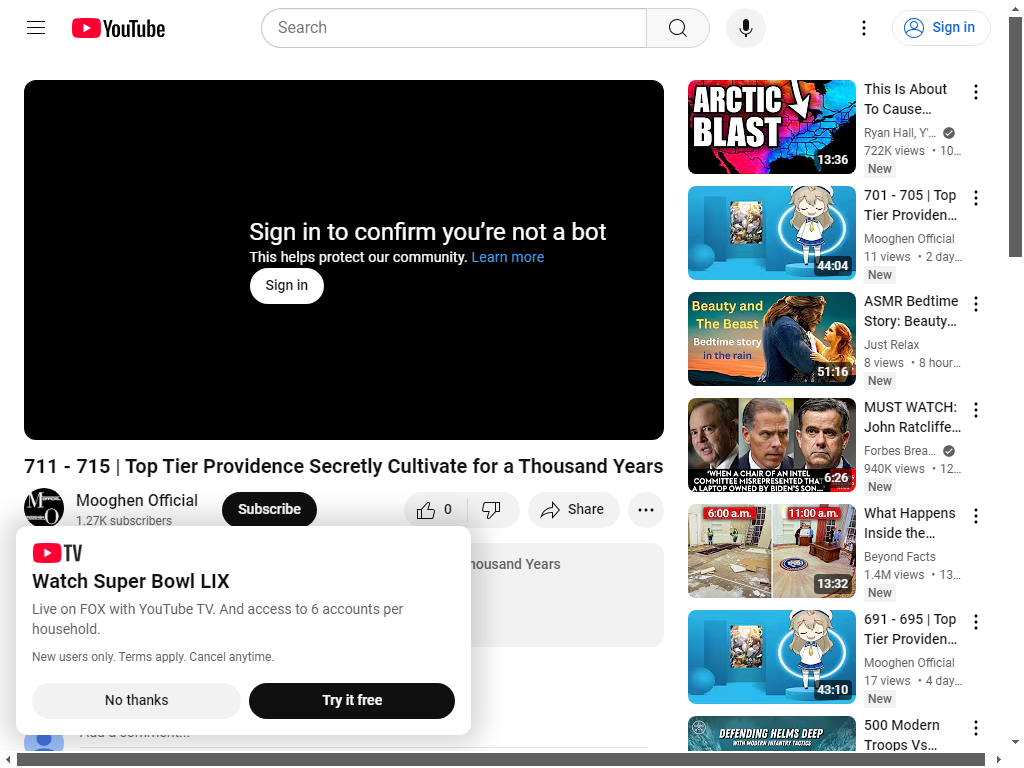 YouTube
Search
Sign in
Sign in to confirm you're not a bot
This helps protect our community. Learn more
Sign in
711 - 715 | Top Tier Providence Secretly Cultivate for a Thousand Years
Mooghen Official
1.27K subscribers
Subscribe
0
Share
housand Years
TV
Watch Super Bowl LIX
Live on FOX with YouTube TV. And access to 6 accounts per
household.
New users only. Terms apply. Cancel anytime.
No thanks
Try it free
Add a comment...
ARCTIC
BLAST
13:36
This Is About
To Cause...
Ryan Hall, Y'...
722K views • 10...
New
44:04
701 - 705 | Top
Tier Providen...
Mooghen Official
11 views • 2 day...
New
Beauty and
The Beast
Bedtime story
in the rain
51:16
ASMR Bedtime
Story: Beauty...
Just Relax
8 views • 8 hour...
New
"WHEN A CHAIR OF AN INTEL
COMMITTEE MISREPRESENTED THAT
A LAPTOP OWNED BY BIDEN'S SON..."
6:26
MUST WATCH:
John Ratcliffe...
Forbes Brea...
940K views • 12...
New
6:00 a.m.
11:00 a.m.
13:32
What Happens
Inside the...
Beyond Facts
1.4M views • 13...
New
43:10
691 - 695 | Top
Tier Providen...
Mooghen Official
17 views • 4 day...
New
DEFENDING HELMS DEEP
WITH MODERN INFANTRY TACTICS
500 Modern
Troops Vs...